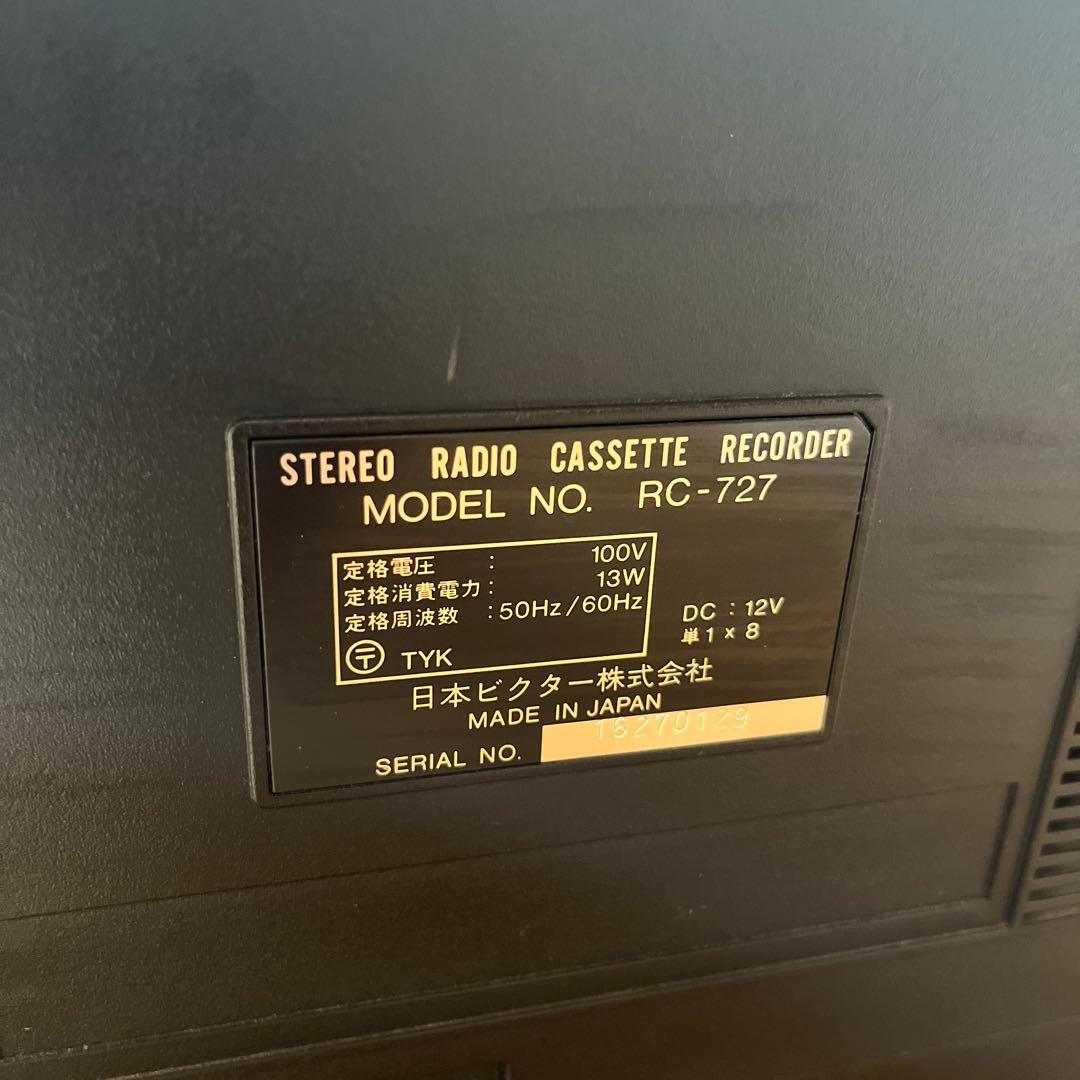 STEREO RADIO CASSETTE RECORDER
MODEL NO. RC-727
定格電圧 : 100V
定格消費電力 : 13W
定格周波数 : 50Hz/60Hz
〶 TYK
DC : 12V
単1×8
日本ビクター株式会社
MADE IN JAPAN
SERIAL NO. 16270129